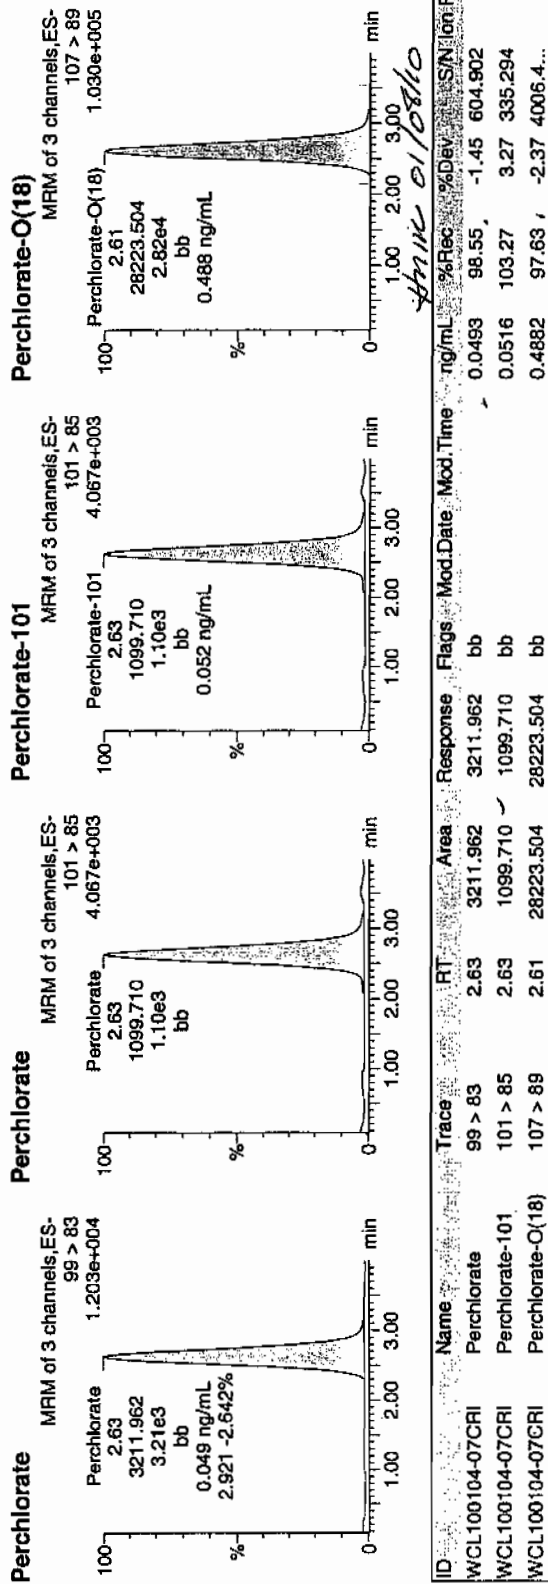 Perchlorate
MRM of 3 channels,ES-
99 > 83
1.203e+004
Perchlorate
2.63
3211.962
3.21e3
bb
0.049 ng/mL
2.921 -2.642%
100
%
0
1.00 2.00 3.00 min
Perchlorate
MRM of 3 channels,ES-
101 > 85
4.067e+003
Perchlorate
2.63
1099.710
1.10e3
bb
100
%
0
1.00 2.00 3.00 min
Perchlorate-101
MRM of 3 channels,ES-
101 > 85
4.067e+003
Perchlorate-101
2.63
1099.710
1.10e3
bb
0.052 ng/mL
100
%
0
1.00 2.00 3.00 min
Perchlorate-O(18)
MRM of 3 channels,ES-
107 > 89
1.030e+005
Perchlorate-O(18)
2.61
28223.504
2.82e4
bb
0.488 ng/mL
100
%
0
1.00 2.00 3.00 min
01/08/10
ID Name Trace RT Area Response Flags Mod.Date Mod.Time ng/mL %Rec %Dev S/N Ion
WCL100104-07CRI Perchlorate 99 > 83 2.63 3211.962 3211.962 bb 0.0493 98.55 -1.45 604.902
WCL100104-07CRI Perchlorate-101 101 > 85 2.63 1099.710 1099.710 bb 0.0516 103.27 3.27 335.294
WCL100104-07CRI Perchlorate-O(18) 107 > 89 2.61 28223.504 28223.504 bb 0.4882 97.63 -2.37 4006.4...